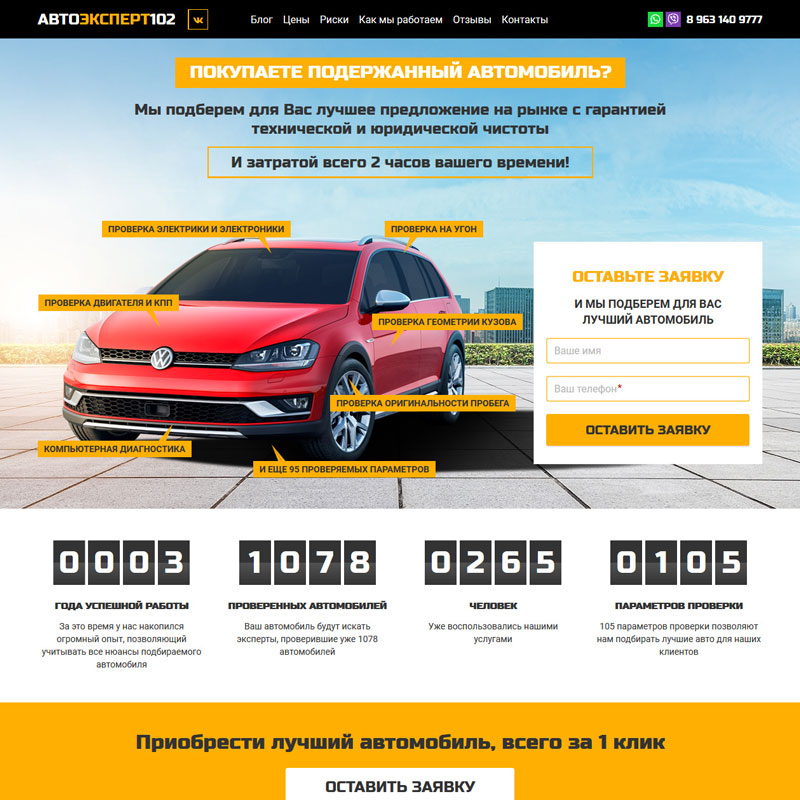 АВТОЭКСПЕРТ102
Блог Цены Риски Как мы работаем Отзывы Контакты
8 963 140 9777
ПОКУПАЕТЕ ПОДЕРЖАННЫЙ АВТОМОБИЛЬ?
Мы подберем для Вас лучшее предложение на рынке с гарантией
технической и юридической чистоты
И затратой всего 2 часов вашего времени!
ПРОВЕРКА ЭЛЕКТРИКИ И ЭЛЕКТРОНИКИ
ПРОВЕРКА НА УГОН
ПРОВЕРКА ДВИГАТЕЛЯ И КПП
ПРОВЕРКА ГЕОМЕТРИИ КУЗОВА
ПРОВЕРКА ОРИГИНАЛЬНОСТИ ПРОБЕГА
КОМПЬЮТЕРНАЯ ДИАГНОСТИКА
И ЕЩЕ 95 ПРОВЕРЯЕМЫХ ПАРАМЕТРОВ
ОСТАВЬТЕ ЗАЯВКУ
И МЫ ПОДБЕРЕМ ДЛЯ ВАС
ЛУЧШИЙ АВТОМОБИЛЬ
Ваше имя
Ваш телефон*
ОСТАВИТЬ ЗАЯВКУ
0003
ГОДА УСПЕШНОЙ РАБОТЫ
За это время у нас накопился
огромный опыт, позволяющий
учитывать все нюансы подбираемого
автомобиля
1078
ПРОВЕРЕННЫХ АВТОМОБИЛЕЙ
Ваш автомобиль будут искать
эксперты, проверившие уже 1078
автомобилей
0265
ЧЕЛОВЕК
Уже воспользовались нашими
услугами
0105
ПАРАМЕТРОВ ПРОВЕРКИ
105 параметров проверки позволяют
нам подбирать лучшие авто для наших
клиентов
Приобрести лучший автомобиль, всего за 1 клик
ОСТАВИТЬ ЗАЯВКУ